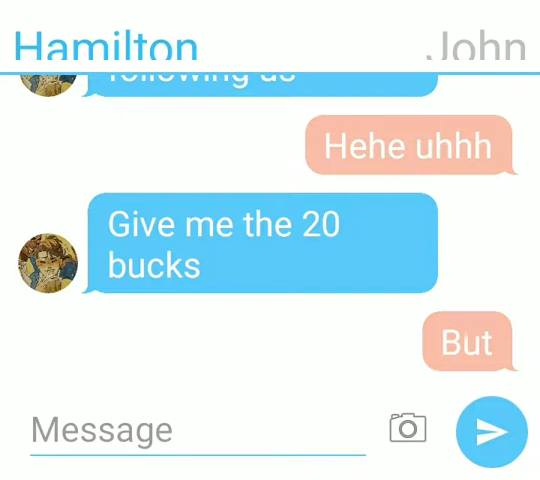 Hamilton John
following us
Hehe uhhh
Give me the 20
bucks
But
Message